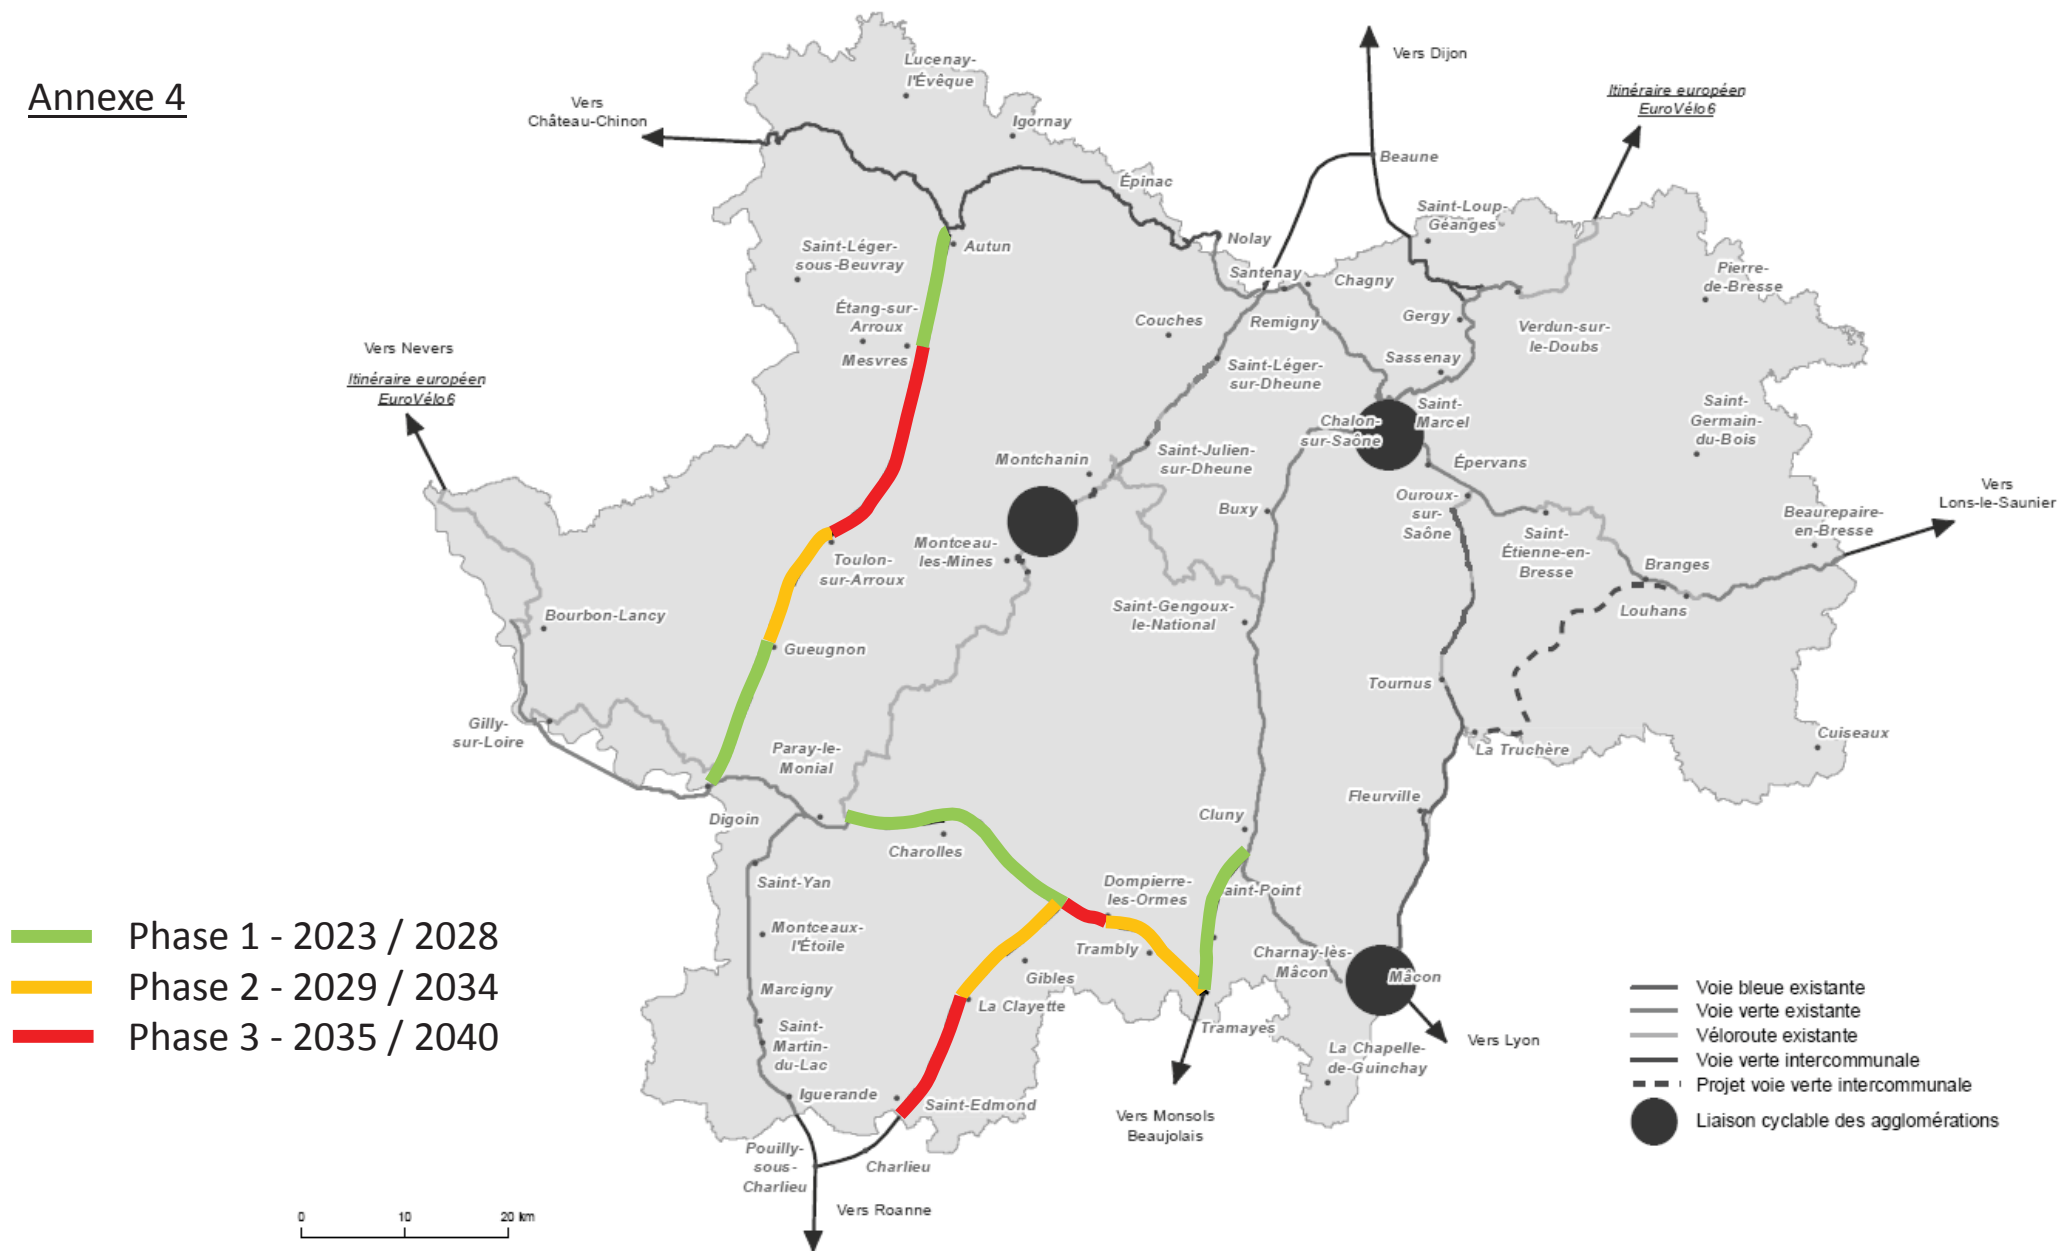 Annexe 4
Vers Dijon
Itinéraire européen
EuroVélo6
Vers
Château-Chinon
Lucenay-
l'Évêque
Igornay
Beaune
Épinac
Saint-Loup-
Géanges
Nolay
Autun
Saint-Léger-
sous-Beuvray
Santenay
Chagny
Pierre-
de-Bresse
Étang-sur-
Arroux
Mesvres
Couches
Remigny
Gergy
Verdun-sur-
le-Doubs
Vers Nevers
Itinéraire européen
EuroVélo6
Saint-Léger-
sur-Dheune
Sassenay
Saint-
Marcel
Chalon-
sur-Saône
Saint-
Germain-
du-Bois
Montchanin
Saint-Julien-
sur-Dheune
Épervans
Vers
Lons-le-Saunier
Buxy
Ouroux-
sur-
Saône
Beaurepaire-
en-Bresse
Saint-
Étienne-en-
Bresse
Montceau-
les-Mines
Toulon-
sur-Arroux
Branges
Louhans
Bourbon-Lancy
Saint-Gengoux-
le-National
Gueugnon
Tournus
Gilly-
sur-Loire
Paray-le-
Monial
La Truchère
Cuiseaux
Digoin
Fleurville
Cluny
Charolles
Saint-Yan
Dompierre-
les-Ormes
aint-Point
Phase 1 - 2023 / 2028
Phase 2 - 2029 / 2034
Phase 3 - 2035 / 2040
Montceaux-
l'Étoile
Trambly
Gibles
Charnay-lès-
Mâcon
Mâcon
Marcigny
La Clayette
Saint-
Martin-
du-Lac
Tramayes
Vers Lyon
La Chapelle-
de-Guinchay
Iguerande
Saint-Edmond
Vers Monsols
Beaujolais
Pouilly-
sous-
Charlieu
Charlieu
Vers Roanne
Voie bleue existante
Voie verte existante
Véloroute existante
Voie verte intercommunale
Projet voie verte intercommunale
Liaison cyclable des agglomérations
0 10 20 km